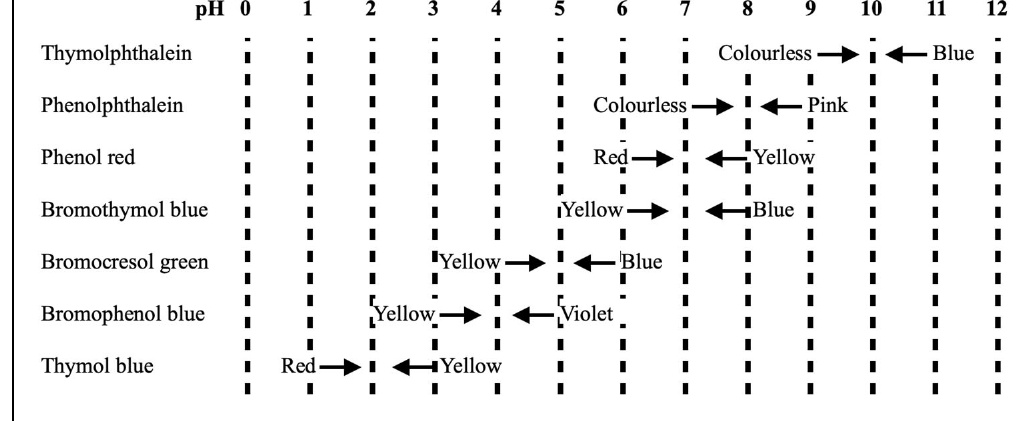 pH 0 1 2 3 4 5 6 7 8 9 10 11 12
Thymolphthalein Colourless Blue
Phenolphthalein Colourless Pink
Phenol red Red Yellow
Bromothymol blue Yellow Blue
Bromocresol green Yellow Blue
Bromophenol blue Yellow Violet
Thymol blue Red Yellow